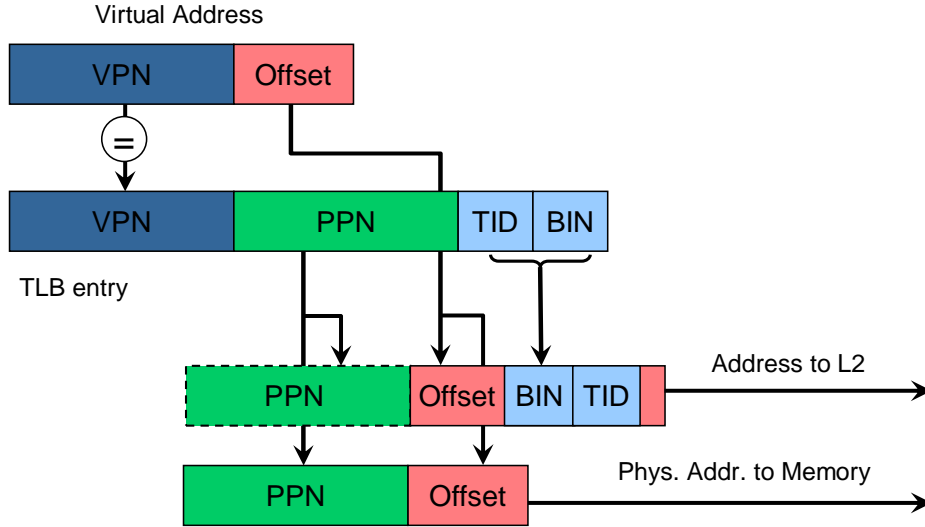 Virtual Address
VPN Offset
=
VPN PPN TID BIN
TLB entry
PPN Offset BIN TID
Address to L2
PPN Offset
Phys. Addr. to Memory